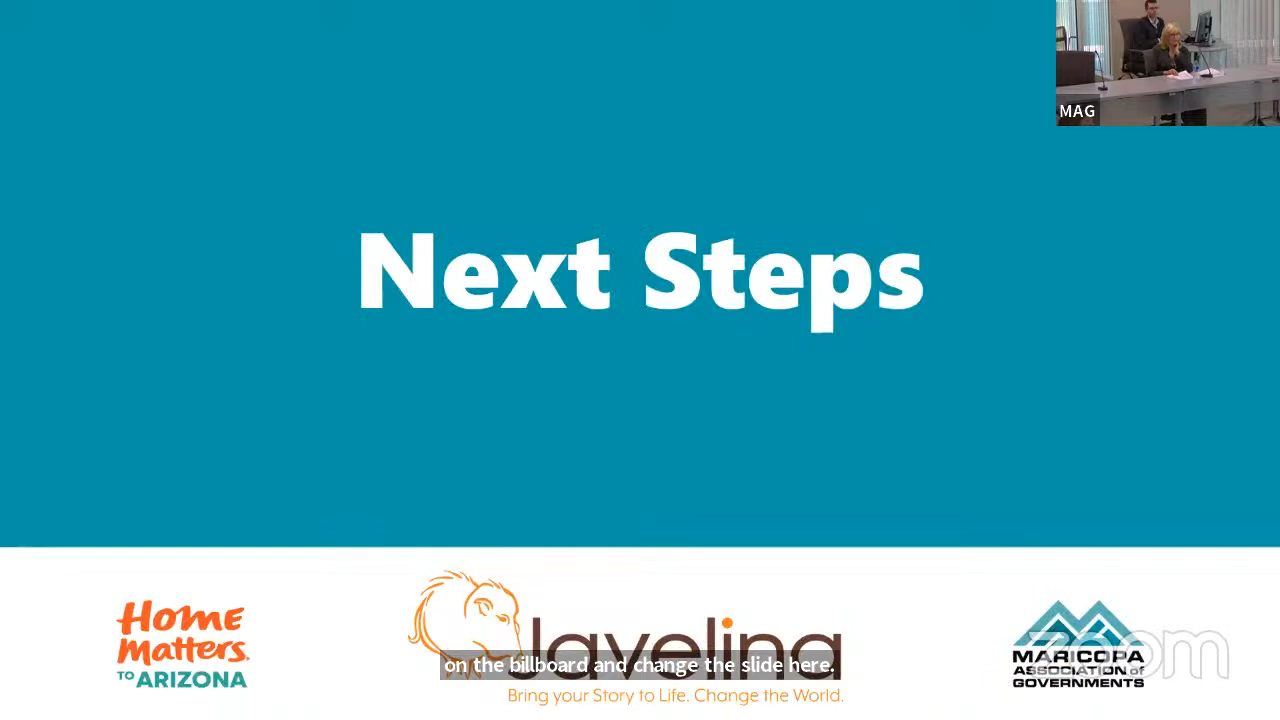 MAG
Next Steps
Home
Matters.
TO ARIZONA
Javelina
on the billboard and change the slide here.
Bring your Story to Life. Change the World.
MARICOPA
ASSOCIATION of
GOVERNMENTS
zoom